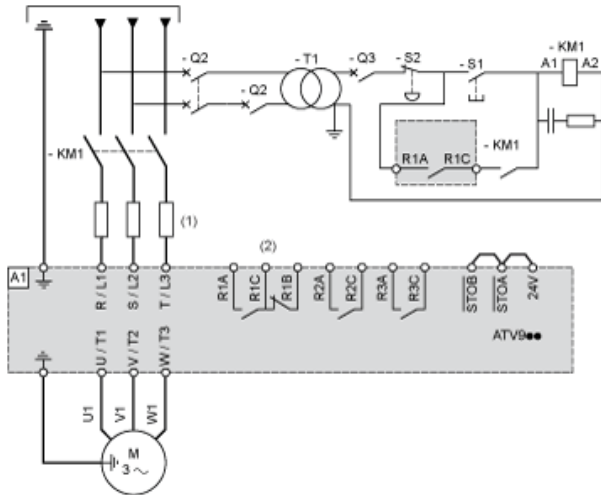 - Q2
- T1
- Q3
- S2
- S1
- KM1
A1
A2
- Q2
- KM1
R1A
R1C
- KM1
(1)
(2)
A1
R / L1
S / L2
T / L3
R1A
R1C
R1B
R2A
R2C
R3A
R3C
STOB
STOA
24V
ATV9●●
U / T1
V / T2
W / T3
U1
V1
W1
M
3 ~